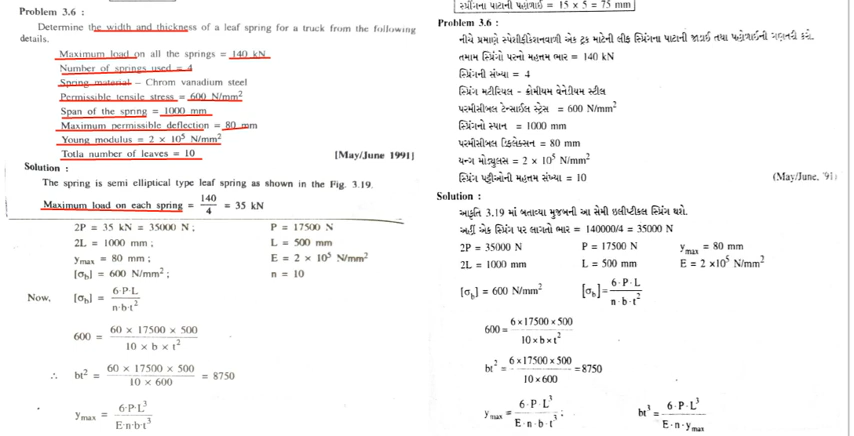 Problem 3.6 :
Determine the width and thickness of a leaf spring for a truck from the following
details.
Maximum load on all the springs = 140 kN
Number of springs used = 4
Spring material – Chrom vanadium steel
Permissible tensile stress = 600 N/mm²
Span of the spring = 1000 mm
Maximum permissible deflection = 80 mm
Young modulus = 2 × 10⁵ N/mm²
Totla number of leaves = 10 [May/June 1991]
Solution :
The spring is semi elliptical type leaf spring as shown in the Fig. 3.19.
Maximum load on each spring = 140/4 = 35 kN
2P = 35 kN = 35000 N ; P = 17500 N
2L = 1000 mm ; L = 500 mm
y_max = 80 mm ; E = 2 × 10⁵ N/mm²
[σ_b] = 600 N/mm² ; n = 10
Now, [σ_b] = 6·P·L / n·b·t²
600 = 60 × 17500 × 500 / 10 × b × t²
∴ bt² = 60 × 17500 × 500 / 10 × 600 = 8750
y_max = 6·P·L³ / E·n·b·t³
સ્પ્રિંગના પાટાની પહોળાઈ = 15 × 5 = 75 mm
Problem 3.6 :
નીચે પ્રમાણે સ્પેશીફીકેશનવાળી એક ટ્રક માટેની લીફ સ્પ્રિંગના પાટાની જાડાઈ તથા પહોળાઈની ગણતરી કરો.
તમામ સ્પ્રિંગો પરનો મહત્તમ ભાર = 140 kN
સ્પ્રિંગની સંખ્યા = 4
સ્પ્રિંગ મટીરિયલ - ક્રોમીયમ વેનેડીયમ સ્ટીલ
પરમીસીબલ ટેન્સાઈલ સ્ટ્રેસ = 600 N/mm²
સ્પ્રિંગનો સ્પાન = 1000 mm
પરમીસીબલ ડિફ્લેક્સન = 80 mm
યન્ગ મોડ્યુલસ = 2 × 10⁵ N/mm²
સ્પ્રિંગ પટ્ટીઓની મહત્તમ સંખ્યા = 10 (May/June, '91)
Solution :
આકૃતિ 3.19 માં બતાવ્યા મુજબની આ સેમી ઇલીપ્ટીકલ સ્પ્રિંગ થશે.
અહીં એક સ્પ્રિંગ પર લાગતો ભાર = 140000/4 = 35000 N
2P = 35000 N P = 17500 N y_max = 80 mm
2L = 1000 mm L = 500 mm E = 2 ×10⁵ N/mm²
[σ_b] = 600 N/mm² [σ_b] = 6·P·L / n·b·t²
600 = 6×17500×500 / 10×b×t²
bt² = 6×17500×500 / 10×600 = 8750
y_max = 6·P·L³ / E·n·b·t³ ; bt³ = 6·P·L³ / E·n·y_max